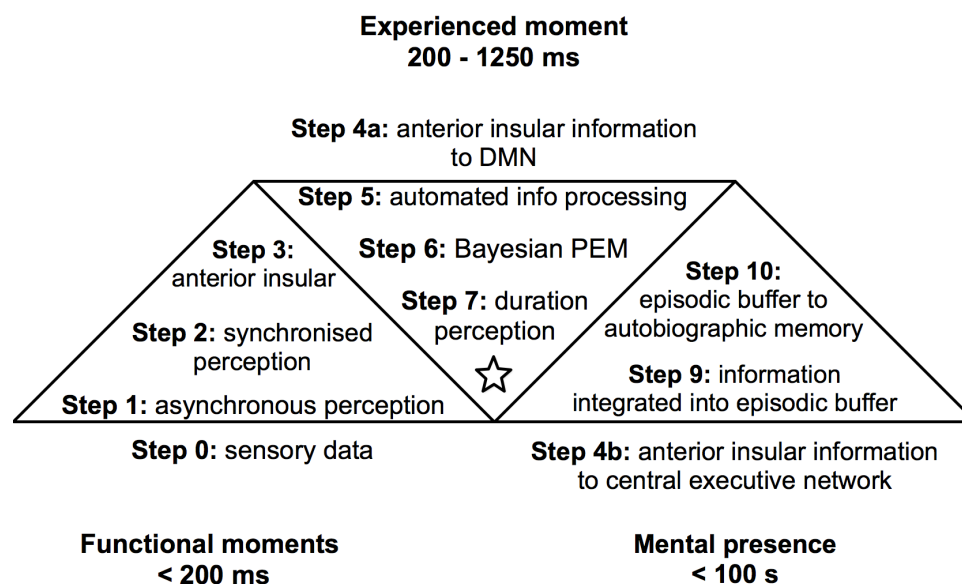 Experienced moment
200 - 1250 ms
Step 4a: anterior insular information
to DMN
Step 5: automated info processing
Step 6: Bayesian PEM
Step 7: duration
perception
Step 3:
anterior insular
Step 2: synchronised
perception
Step 1: asynchronous perception
Step 0: sensory data
Step 10:
episodic buffer to
autobiographic memory
Step 9: information
integrated into episodic buffer
Step 4b: anterior insular information
to central executive network
Functional moments
< 200 ms
Mental presence
< 100 s